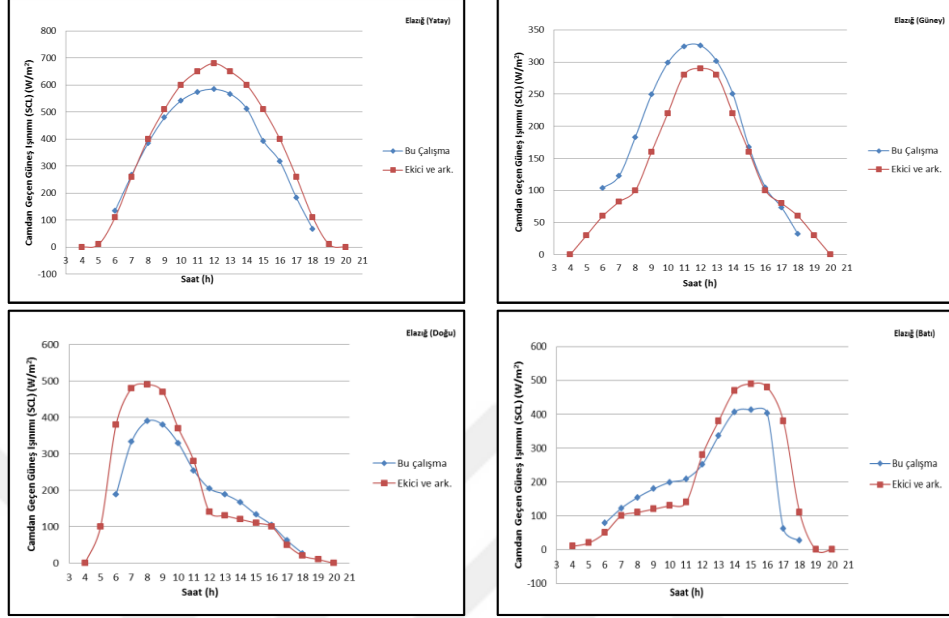 Elazığ (Yatay)
Camdan Geçen Güneş Işınımı (SCL) (W/m²)
800
700
600
500
400
300
200
100
0
-100
3 4 5 6 7 8 9 10 11 12 13 14 15 16 17 18 19 20 21
Saat (h)
Bu Çalışma
Ekici ve ark.
Elazığ (Güney)
Camdan Geçen Güneş Işınımı (SCL) (W/m²)
350
300
250
200
150
100
50
0
3 4 5 6 7 8 9 10 11 12 13 14 15 16 17 18 19 20 21
Saat (h)
Bu Çalışma
Ekici ve ark.
Elazığ (Doğu)
Camdan Geçen Güneş Işınımı (SCL) (W/m²)
600
500
400
300
200
100
0
3 4 5 6 7 8 9 10 11 12 13 14 15 16 17 18 19 20 21
Saat (h)
Bu çalışma
Ekici ve ark.
Elazığ (Batı)
Camdan Geçen Güneş Işınımı (SCL) (W/m²)
600
500
400
300
200
100
0
-100
3 4 5 6 7 8 9 10 11 12 13 14 15 16 17 18 19 20 21
Saat (h)
Bu çalışma
Ekici ve ark.